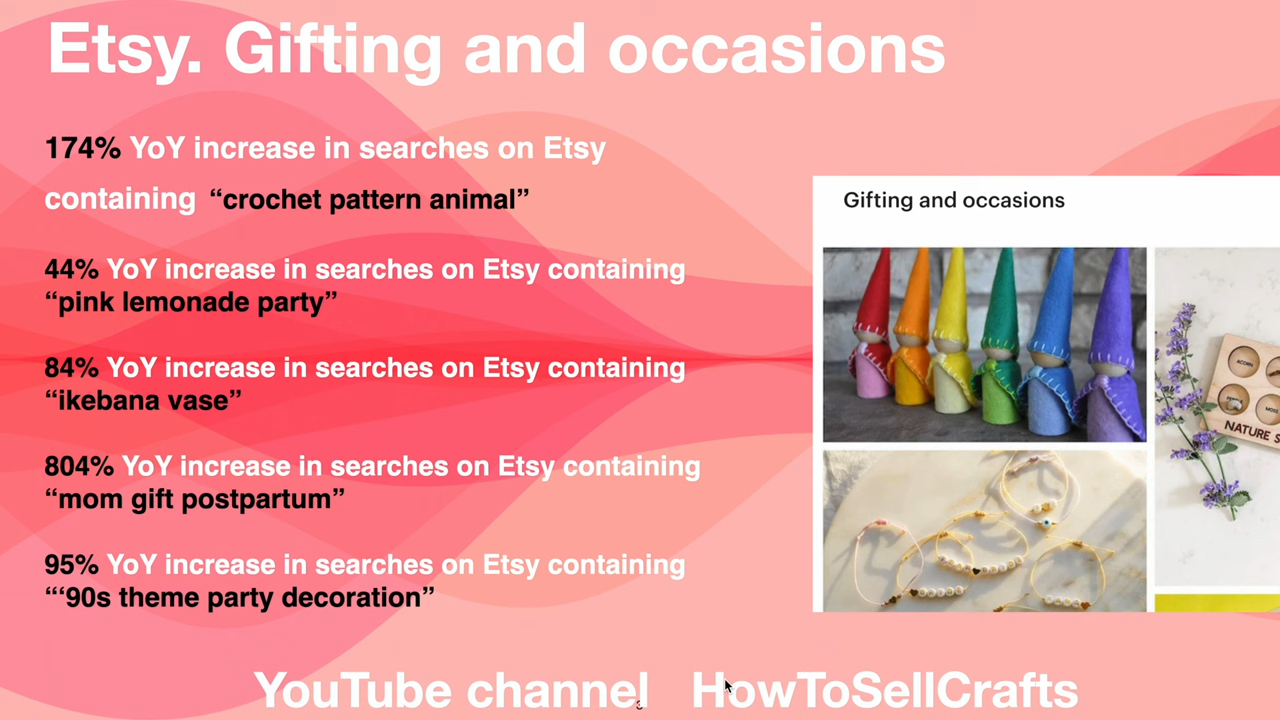 Etsy. Gifting and occasions
174% YoY increase in searches on Etsy
containing “crochet pattern animal”
44% YoY increase in searches on Etsy containing
“pink lemonade party”
84% YoY increase in searches on Etsy containing
“ikebana vase”
804% YoY increase in searches on Etsy containing
“mom gift postpartum”
95% YoY increase in searches on Etsy containing
“‘90s theme party decoration”
Gifting and occasions
ACORN
NATURE S
YouTube channel HowToSellCrafts